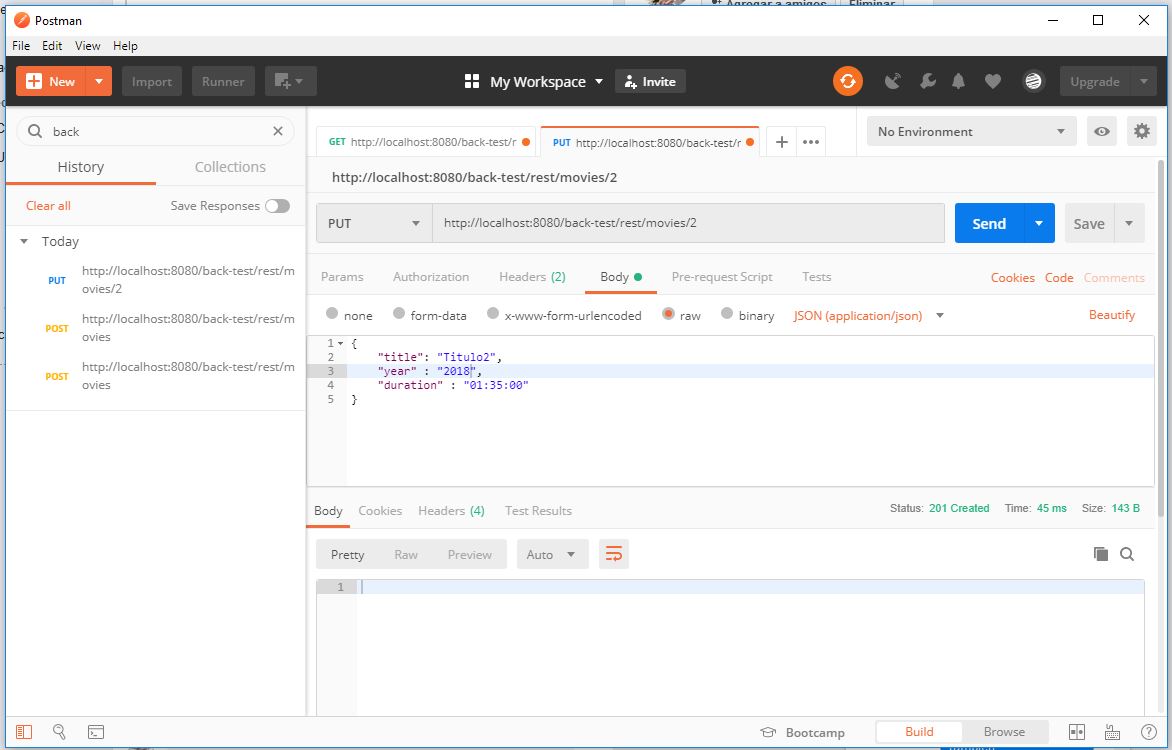 Agregar a amigos Eliminar
Postman
File Edit View Help
New Import Runner My Workspace Invite Upgrade
back
History Collections
Clear all Save Responses
Today
PUT http://localhost:8080/back-test/rest/m
ovies/2
POST http://localhost:8080/back-test/rest/m
ovies
POST http://localhost:8080/back-test/rest/m
ovies
GET http://localhost:8080/back-test/r PUT http://localhost:8080/back-test/r No Environment
http://localhost:8080/back-test/rest/movies/2
PUT http://localhost:8080/back-test/rest/movies/2 Send Save
Params Authorization Headers (2) Body Pre-request Script Tests Cookies Code Comments
none form-data x-www-form-urlencoded raw binary JSON (application/json) Beautify
1 {
2 "title": "Titulo2",
3 "year" : "2018",
4 "duration" : "01:35:00"
5 }
Body Cookies Headers (4) Test Results Status: 201 Created Time: 45 ms Size: 143 B
Pretty Raw Preview Auto
1
Bootcamp Build Browse